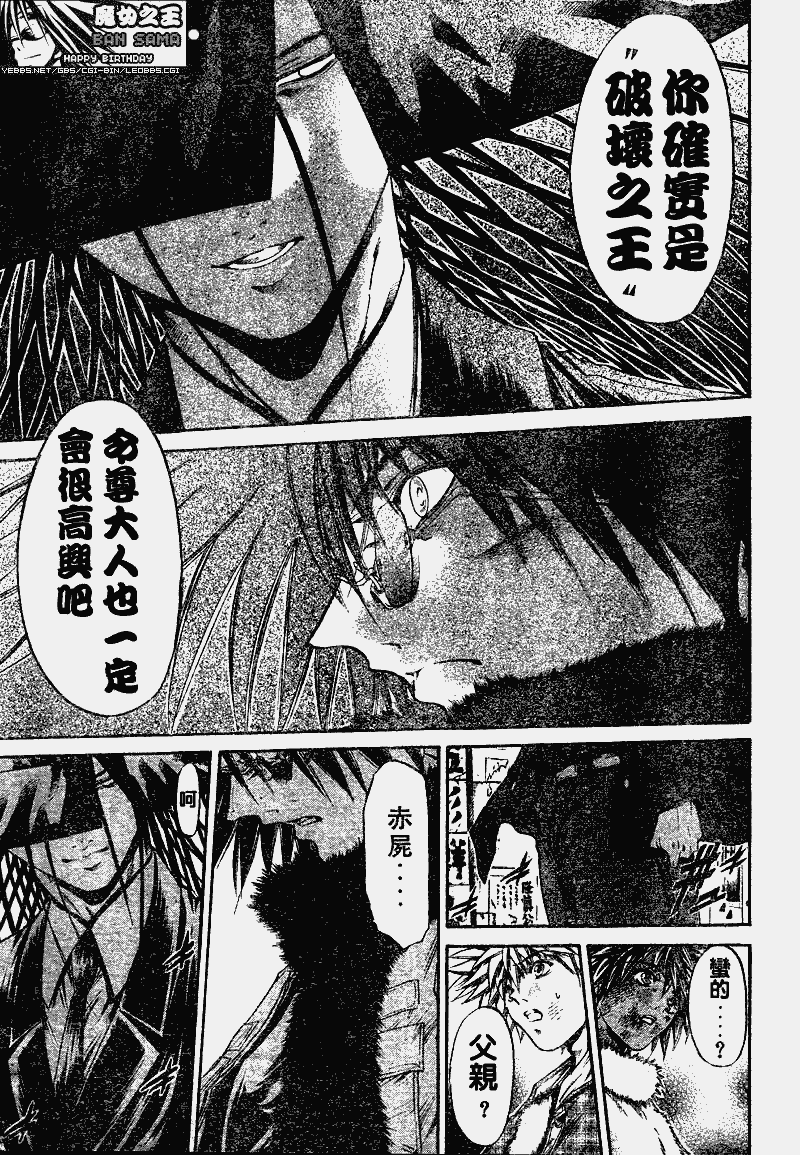 魔女之王
BAN SAMA
HAPPY BIRTHDAY
YEBBS.NET/GBS/CGI-BIN/LEOBBS.CGI
你確實是
"破壞之王"
令尊大人也一定
會很高興吧
赤屍‥‥
呵
蠻的‥‥?
父親?